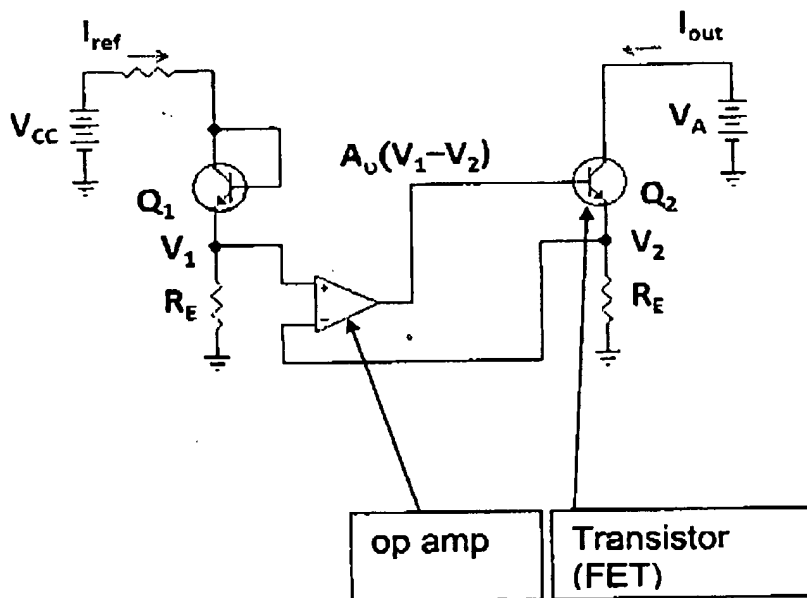 I_ref
I_out
V_CC
V_A
A_υ(V_1−V_2)
Q_1
Q_2
V_1
V_2
+
−
R_E
R_E
op amp
Transistor
(FET)